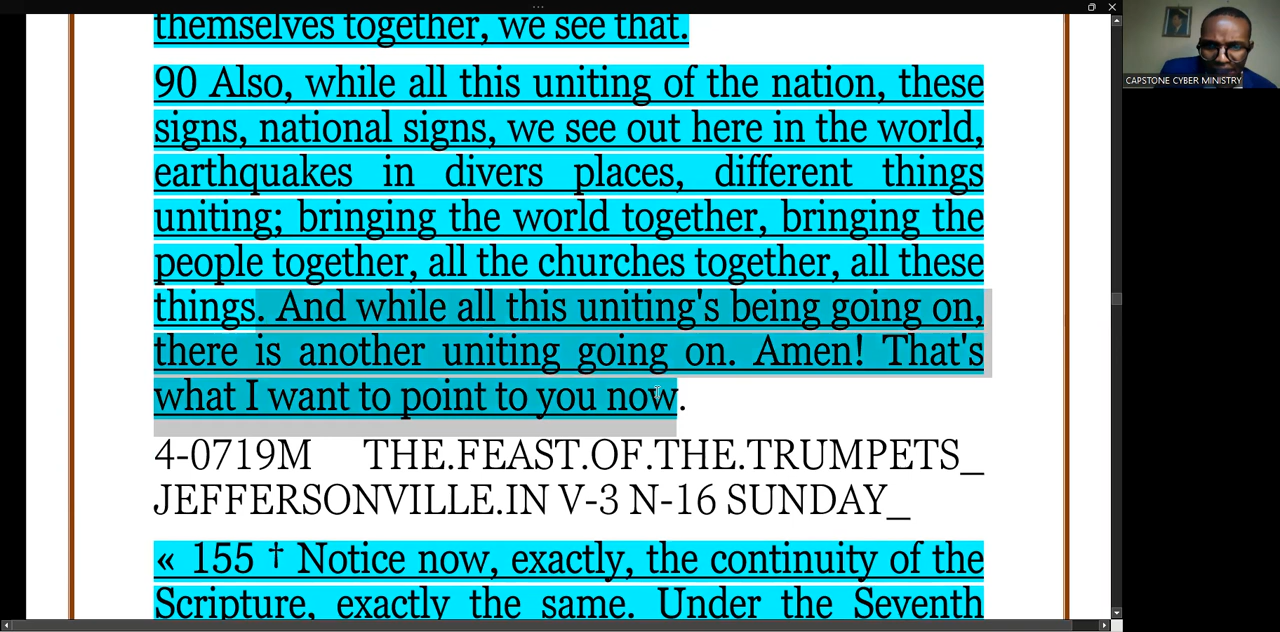 themselves together, we see that.
90 Also, while all this uniting of the nation, these
signs, national signs, we see out here in the world,
earthquakes in divers places, different things
uniting; bringing the world together, bringing the
people together, all the churches together, all these
things. And while all this uniting's being going on,
there is another uniting going on. Amen! That's
what I want to point to you now.
4-0719M THE.FEAST.OF.THE.TRUMPETS_
JEFFERSONVILLE.IN V-3 N-16 SUNDAY_
« 155 † Notice now, exactly, the continuity of the
Scripture, exactly the same. Under the Seventh
CAPSTONE CYBER MINISTRY